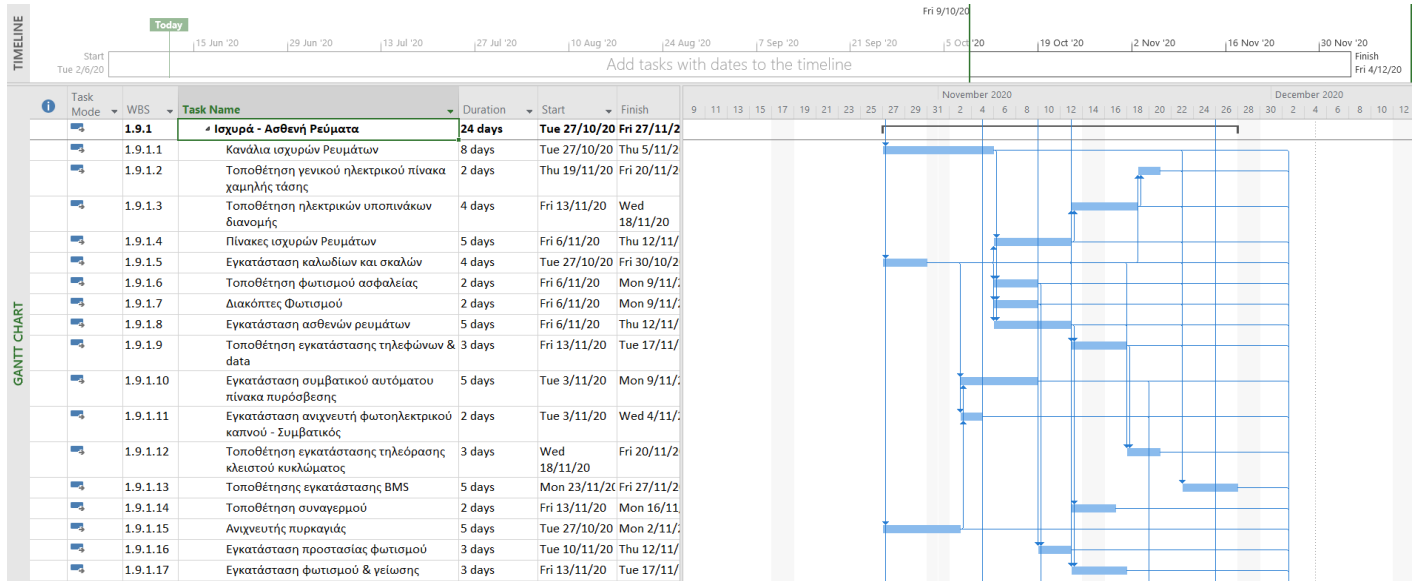 Fri 9/10/20
TIMELINE
Today
15 Jun '20 29 Jun '20 13 Jul '20 27 Jul '20 10 Aug '20 24 Aug '20 7 Sep '20 21 Sep '20 5 Oct '20 19 Oct '20 2 Nov '20 16 Nov '20 30 Nov '20
Start
Tue 2/6/20
Add tasks with dates to the timeline
Finish
Fri 4/12/20
GANTT CHART
Task Mode WBS Task Name Duration Start Finish
November 2020 December 2020
9 11 13 15 17 19 21 23 25 27 29 31 2 4 6 8 10 12 14 16 18 20 22 24 26 28 30 2 4 6 8 10 12
1.9.1 Ισχυρά - Ασθενή Ρεύματα 24 days Tue 27/10/20 Fri 27/11/2
1.9.1.1 Κανάλια ισχυρών Ρευμάτων 8 days Tue 27/10/20 Thu 5/11/2
1.9.1.2 Τοποθέτηση γενικού ηλεκτρικού πίνακα 2 days Thu 19/11/20 Fri 20/11/2
χαμηλής τάσης
1.9.1.3 Τοποθέτηση ηλεκτρικών υποπινάκων 4 days Fri 13/11/20 Wed
διανομής 18/11/20
1.9.1.4 Πίνακες ισχυρών Ρευμάτων 5 days Fri 6/11/20 Thu 12/11/
1.9.1.5 Εγκατάσταση καλωδίων και σκαλών 4 days Tue 27/10/20 Fri 30/10/2
1.9.1.6 Τοποθέτηση φωτισμού ασφαλείας 2 days Fri 6/11/20 Mon 9/11/
1.9.1.7 Διακόπτες Φωτισμού 2 days Fri 6/11/20 Mon 9/11/
1.9.1.8 Εγκατάσταση ασθενών ρευμάτων 5 days Fri 6/11/20 Thu 12/11/
1.9.1.9 Τοποθέτηση εγκατάστασης τηλεφώνων & 3 days Fri 13/11/20 Tue 17/11/
data
1.9.1.10 Εγκατάσταση συμβατικού αυτόματου 5 days Tue 3/11/20 Mon 9/11/
πίνακα πυρόσβεσης
1.9.1.11 Εγκατάσταση ανιχνευτή φωτοηλεκτρικού 2 days Tue 3/11/20 Wed 4/11/
καπνού - Συμβατικός
1.9.1.12 Τοποθέτηση εγκατάστασης τηλεόρασης 3 days Wed Fri 20/11/2
κλειστού κυκλώματος 18/11/20
1.9.1.13 Τοποθέτησης εγκατάστασης BMS 5 days Mon 23/11/20 Fri 27/11/2
1.9.1.14 Τοποθέτηση συναγερμού 2 days Fri 13/11/20 Mon 16/11
1.9.1.15 Ανιχνευτής πυρκαγιάς 5 days Tue 27/10/20 Mon 2/11/
1.9.1.16 Εγκατάσταση προστασίας φωτισμού 3 days Tue 10/11/20 Thu 12/11/
1.9.1.17 Εγκατάσταση φωτισμού & γείωσης 3 days Fri 13/11/20 Tue 17/11/